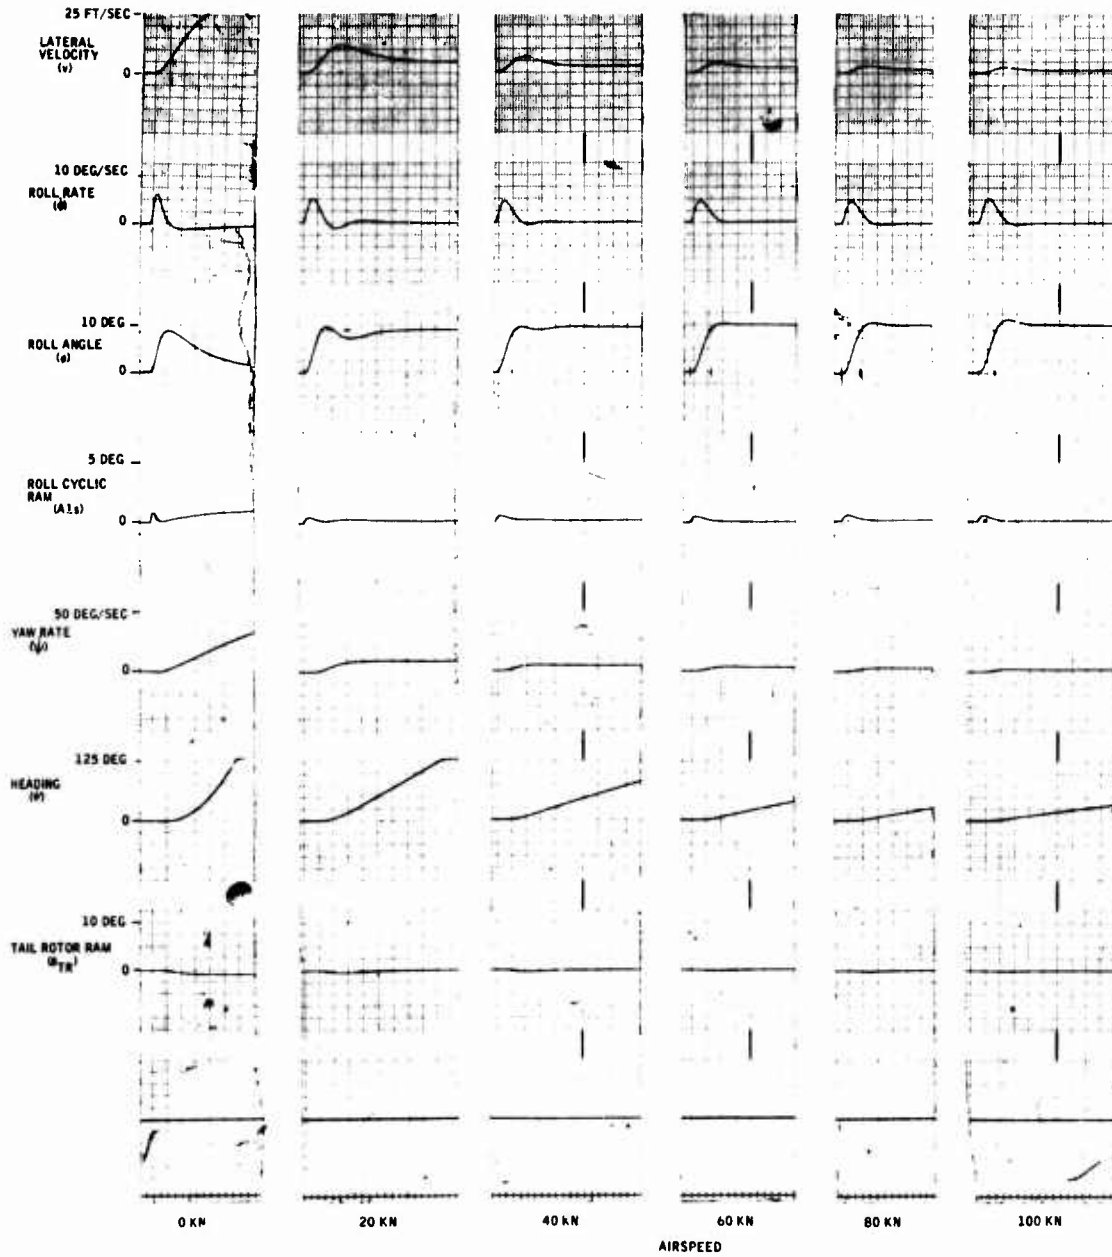 25 FT/SEC
LATERAL
VELOCITY
(v)
0
10 DEG/SEC
ROLL RATE
0
10 DEG
ROLL ANGLE
0
5 DEG
ROLL CYCLIC
RAM
(A1s)
0
50 DEG/SEC
YAW RATE
0
125 DEG
HEADING
0
10 DEG
TAIL ROTOR RAM
0
0 KN
20 KN
40 KN
60 KN
80 KN
100 KN
AIRSPEED